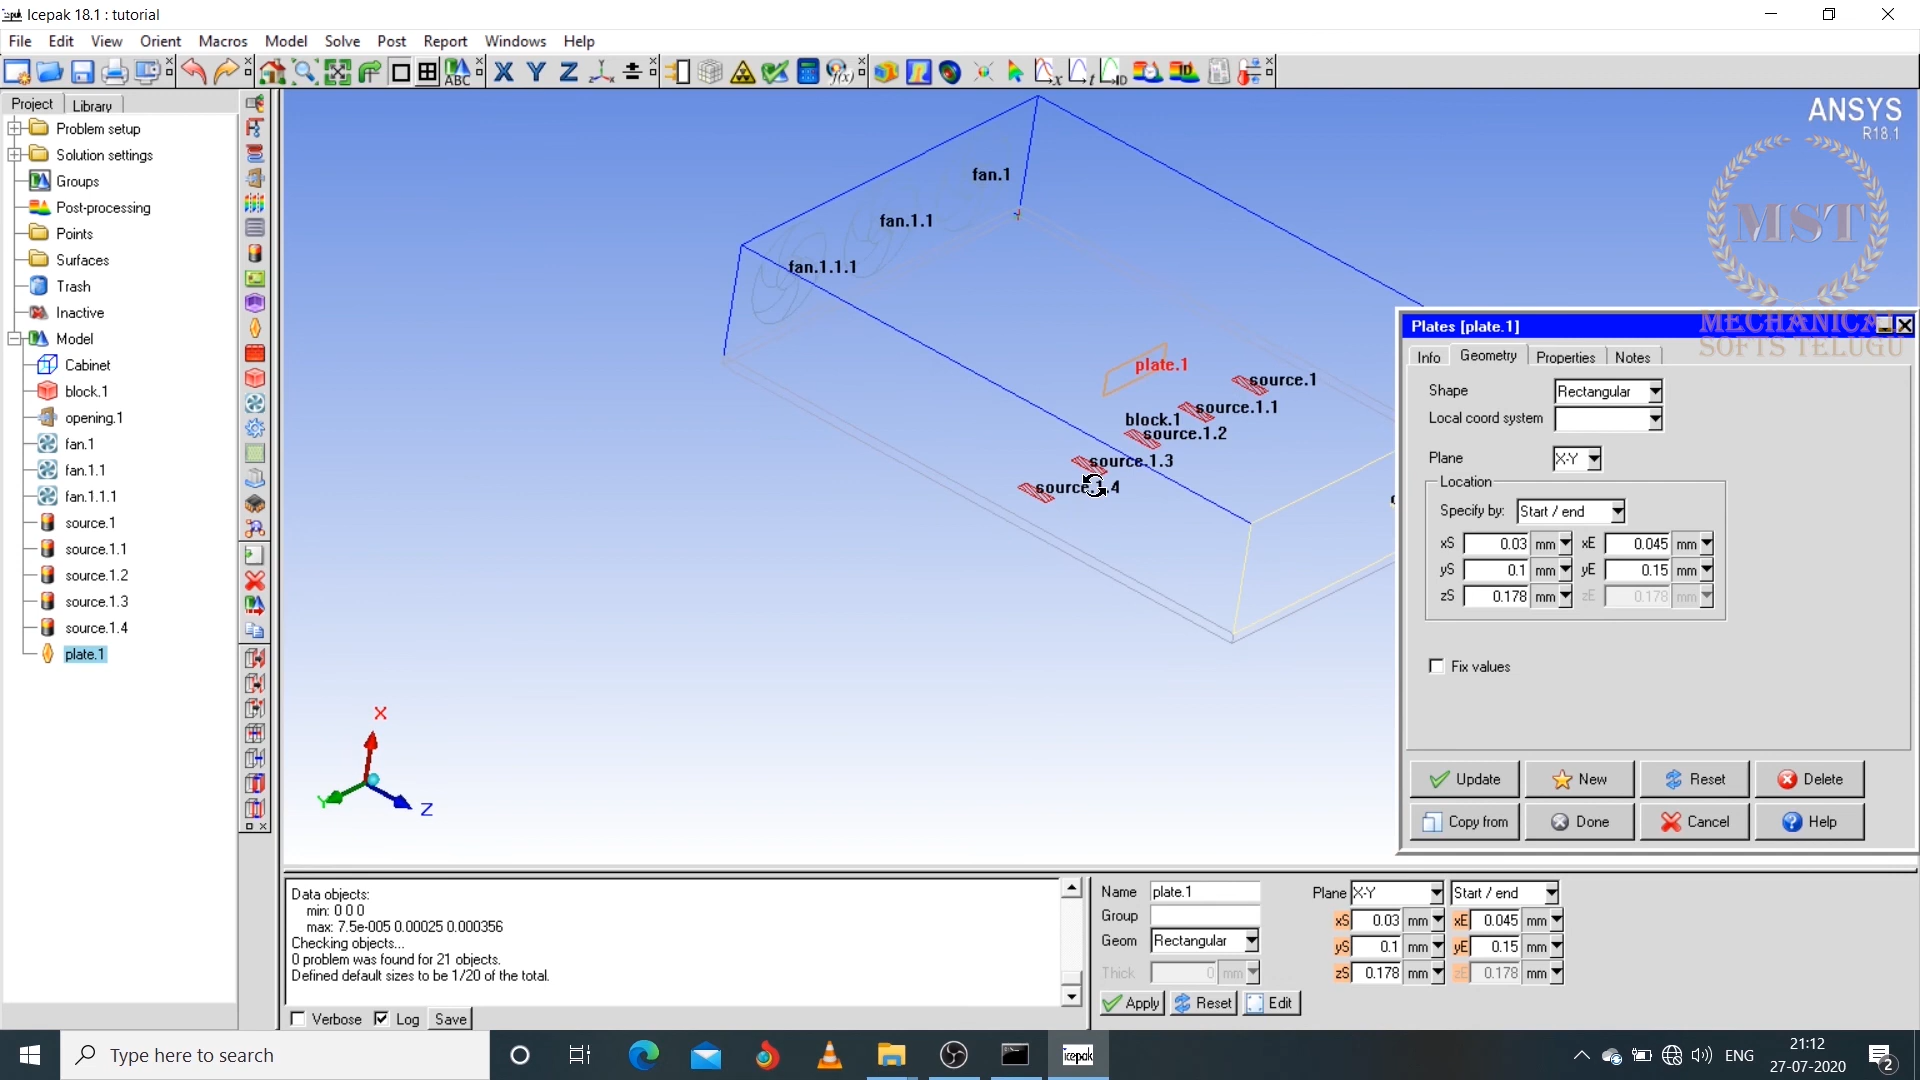 Icepak 18.1 : tutorial
File Edit View Orient Macros Model Solve Post Report Windows Help
Project Library
Problem setup
Solution settings
Groups
Post-processing
Points
Surfaces
Trash
Inactive
Model
Cabinet
block.1
opening.1
fan.1
fan.1.1
fan.1.1.1
source.1
source.1.1
source.1.2
source.1.3
source.1.4
plate.1
ABC X Y Z
ANSYS
R18.1
MST
MECHANICAL
SOFTS TELUGU
fan.1
fan.1.1
fan.1.1.1
plate.1
source.1
source.1.1
block.1
source.1.2
source.1.3
source.1.4
X
Y
Z
Plates [plate.1]
Info Geometry Properties Notes
Shape Rectangular
Local coord system
Plane X-Y
Location
Specify by: Start / end
xS 0.03 mm xE 0.045 mm
yS 0.1 mm yE 0.15 mm
zS 0.178 mm zE 0.178 mm
Fix values
Update New Reset Delete
Copy from Done Cancel Help
Data objects:
min: 0 0 0
max: 7.5e-005 0.00025 0.000356
Checking objects...
0 problem was found for 21 objects.
Defined default sizes to be 1/20 of the total.
Verbose Log Save
Name plate.1 Plane X-Y Start / end
Group xS 0.03 mm xE 0.045 mm
Geom Rectangular yS 0.1 mm yE 0.15 mm
Thick 0 mm zS 0.178 mm zE 0.178 mm
Apply Reset Edit
Type here to search
icepak
ENG
21:12
27-07-2020
2